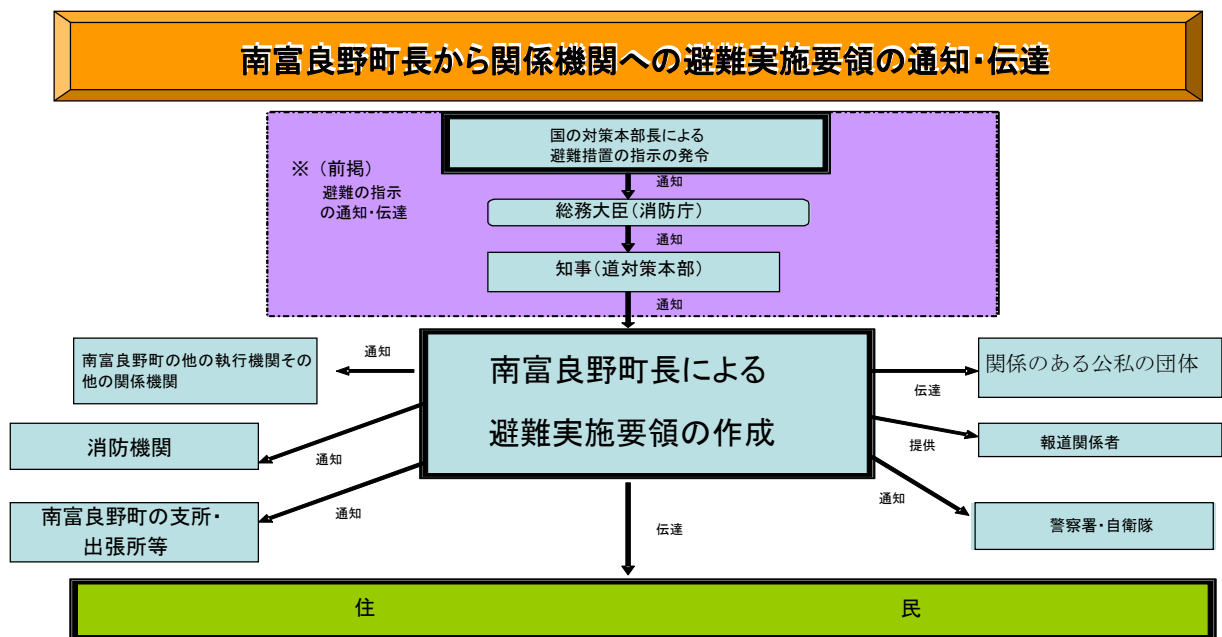 南富良野町長から関係機関への避難実施要領の通知・伝達
国の対策本部長による
避難措置の指示の発令
※（前掲）
避難の指示
の通知・伝達
通知
総務大臣（消防庁）
通知
知事（道対策本部）
通知
南富良野町の他の執行機関その
他の関係機関
通知
南富良野町長による
避難実施要領の作成
関係のある公私の団体
伝達
消防機関
通知
報道関係者
提供
南富良野町の支所・
出張所等
通知
警察署・自衛隊
通知
伝達
住　民